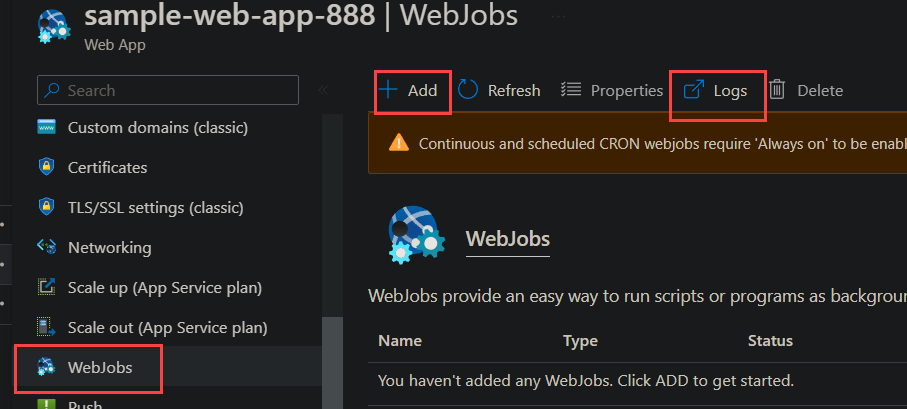 sample-web-app-888 | WebJobs
Web App
Search
Custom domains (classic)
Certificates
TLS/SSL settings (classic)
Networking
Scale up (App Service plan)
Scale out (App Service plan)
WebJobs
Push
Add Refresh Properties Logs Delete
Continuous and scheduled CRON webjobs require 'Always on' to be enabl
WebJobs
WebJobs provide an easy way to run scripts or programs as backgroun
Name Type Status
You haven't added any WebJobs. Click ADD to get started.